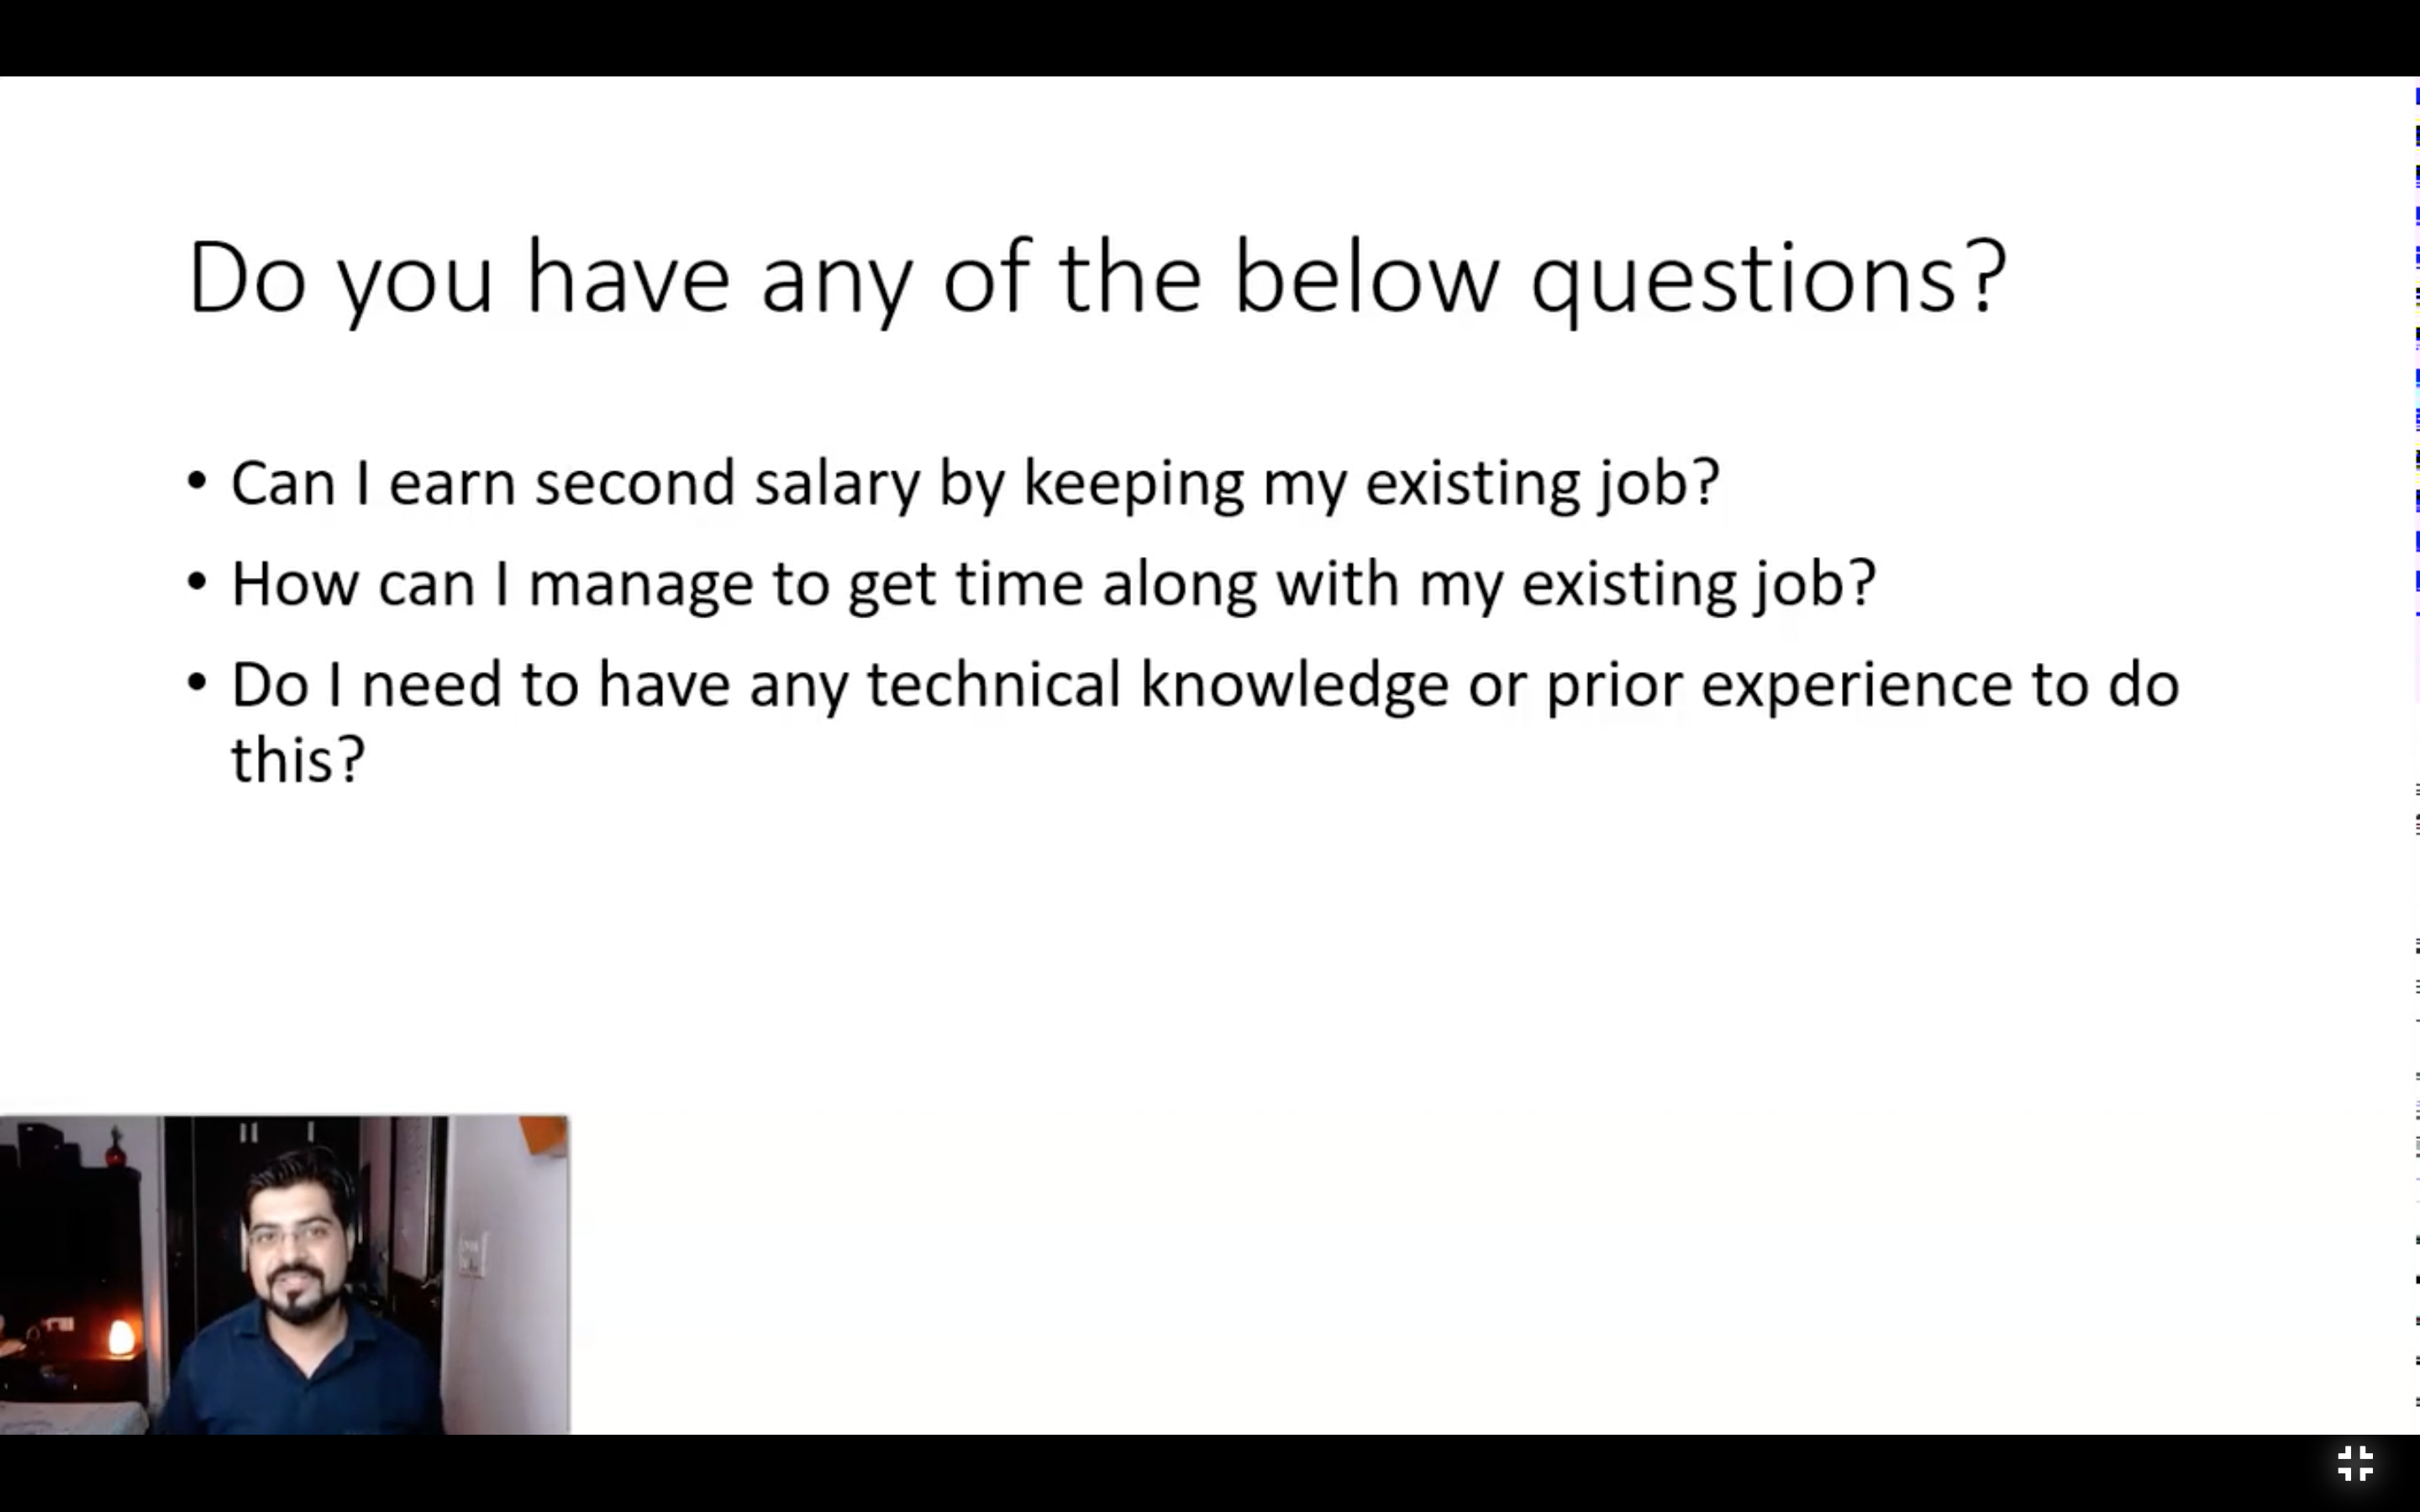 Do you have any of the below questions?
• Can I earn second salary by keeping my existing job?
• How can I manage to get time along with my existing job?
• Do I need to have any technical knowledge or prior experience to do
this?